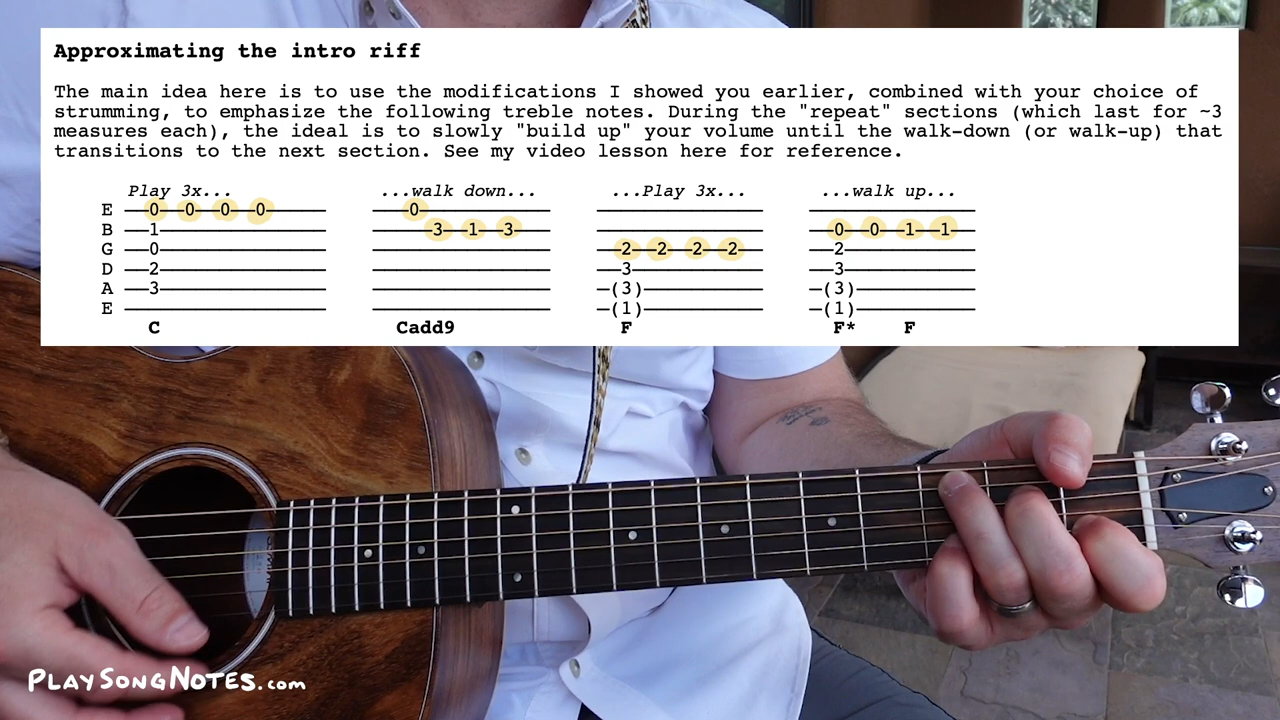 Approximating the intro riff
The main idea here is to use the modifications I showed you earlier, combined with your choice of
strumming, to emphasize the following treble notes. During the "repeat" sections (which last for ~3
measures each), the ideal is to slowly "build up" your volume until the walk-down (or walk-up) that
transitions to the next section. See my video lesson here for reference.
Play 3x... ...walk down... ...Play 3x... ...walk up...
E ——0——0——0——0—————— ———0————————— —————————————— ——————————————
B ——1——————————————— —————3——1——3—— —————————————— ——0——0——1——1——
G ——0——————————————— —————————————— ——2——2——2——2—— ——2———————————
D ——2——————————————— —————————————— ——3——————————— ——3———————————
A ——3——————————————— —————————————— —(3)—————————— —(3)——————————
E —————————————————— —————————————— —(1)—————————— —(1)——————————
C Cadd9 F F* F
PLAYSONGNOTES.COM